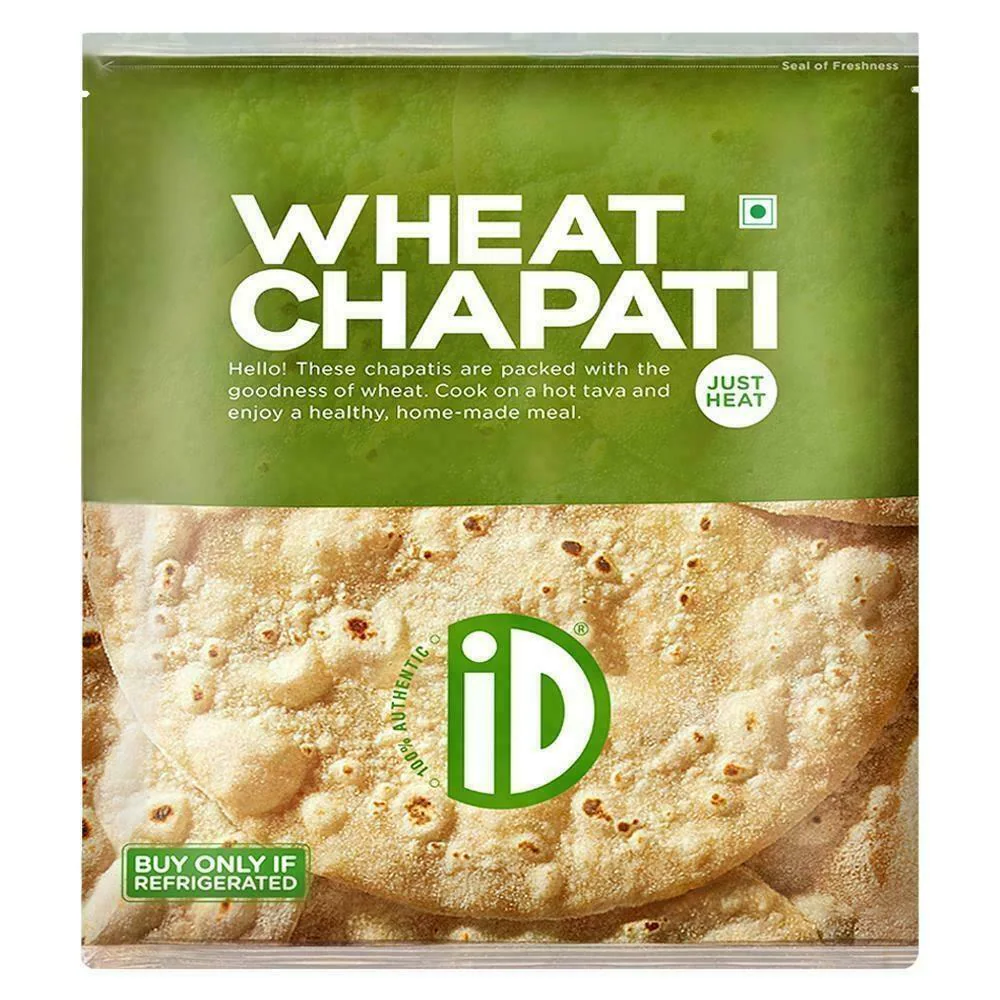 Seal of Freshness
WHEAT
CHAPATI
Hello! These chapatis are packed with the
goodness of wheat. Cook on a hot tava and
enjoy a healthy, home-made meal.
JUST
HEAT
100% AUTHENTIC
iD®
BUY ONLY IF
REFRIGERATED